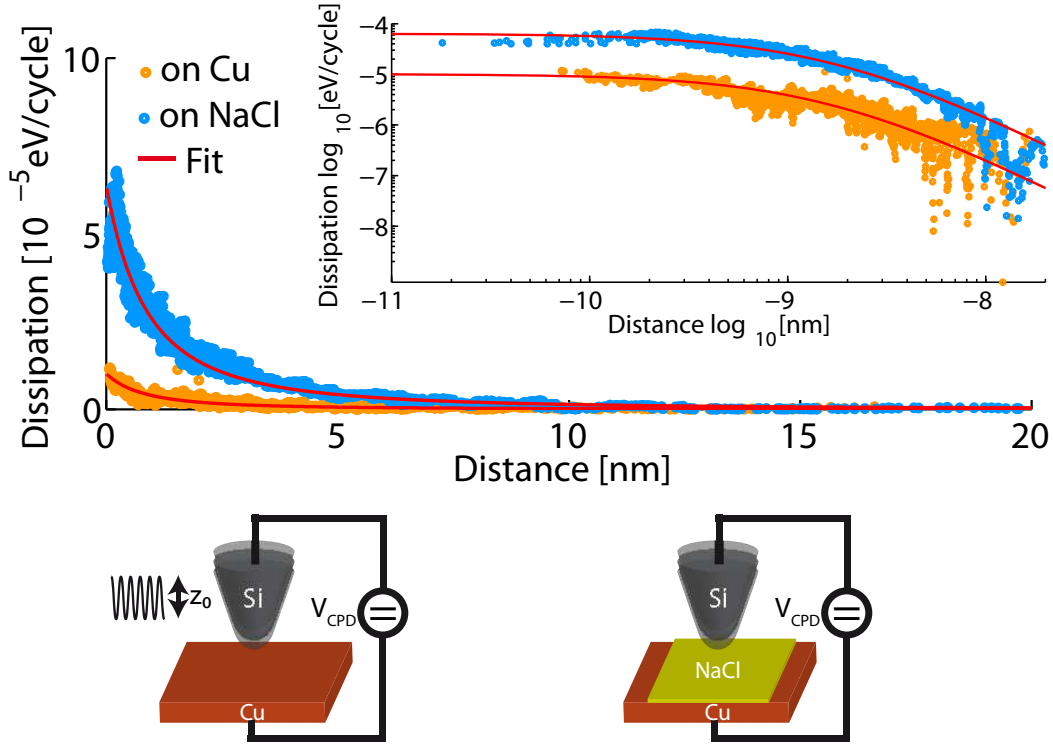 Dissipation [10 −5 eV/cycle]
10
5
0
on Cu
on NaCl
Fit
Dissipation log 10 [eV/cycle]
−4
−5
−6
−7
−8
−11
−10
−9
−8
Distance log 10 [nm]
0
5
10
15
20
Distance [nm]
Si
z0
VCPD
Cu
Si
VCPD
NaCl
Cu